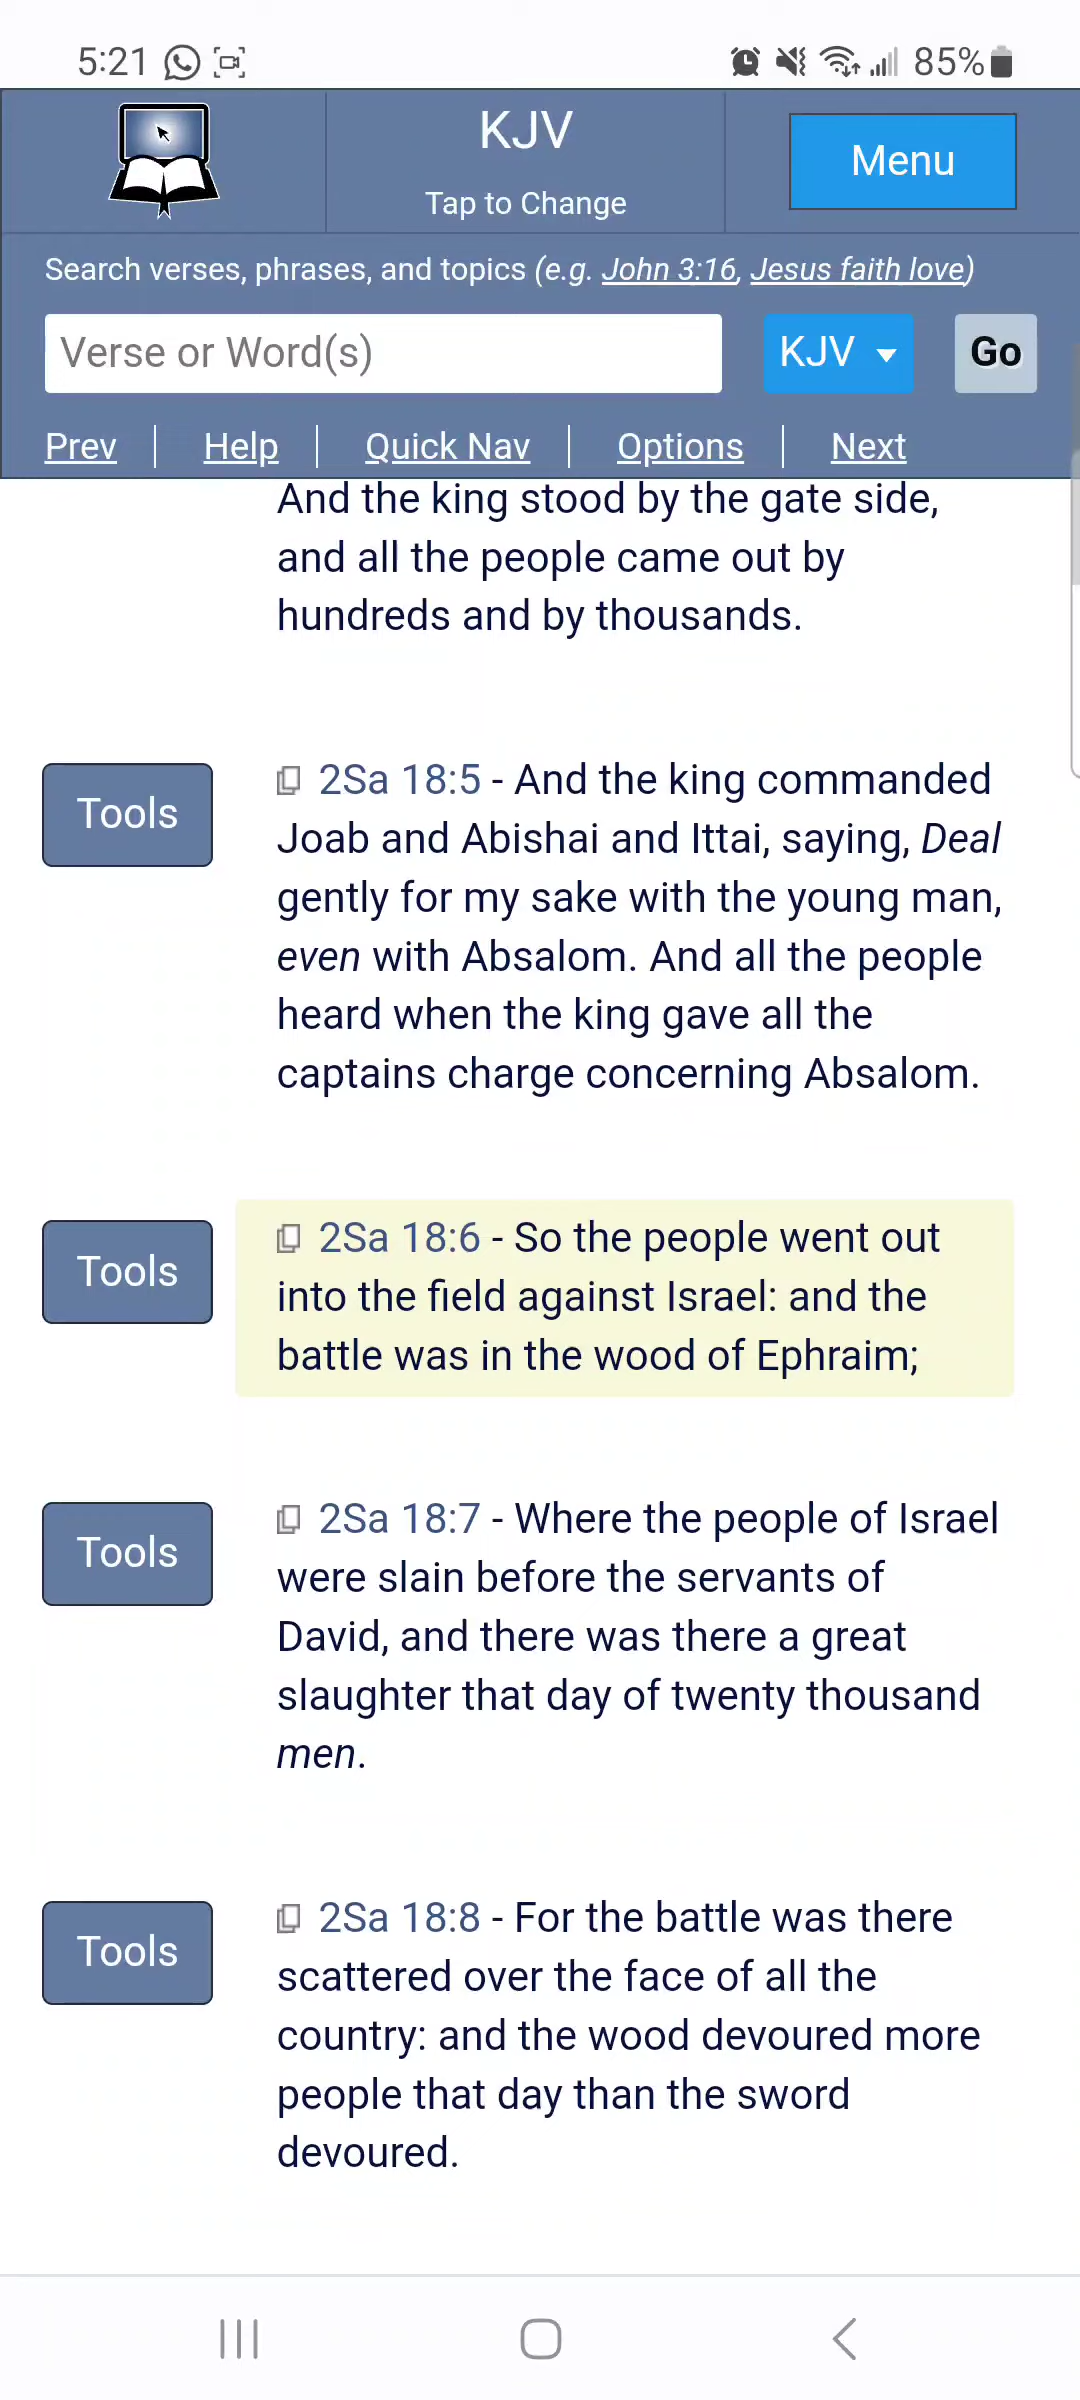 5:21 85%
KJV
Tap to Change
Menu
Search verses, phrases, and topics (e.g. John 3:16, Jesus faith love)
Verse or Word(s) KJV Go
Prev Help Quick Nav Options Next
And the king stood by the gate side,
and all the people came out by
hundreds and by thousands.
Tools
2Sa 18:5 - And the king commanded
Joab and Abishai and Ittai, saying, Deal
gently for my sake with the young man,
even with Absalom. And all the people
heard when the king gave all the
captains charge concerning Absalom.
Tools
2Sa 18:6 - So the people went out
into the field against Israel: and the
battle was in the wood of Ephraim;
Tools
2Sa 18:7 - Where the people of Israel
were slain before the servants of
David, and there was there a great
slaughter that day of twenty thousand
men.
Tools
2Sa 18:8 - For the battle was there
scattered over the face of all the
country: and the wood devoured more
people that day than the sword
devoured.